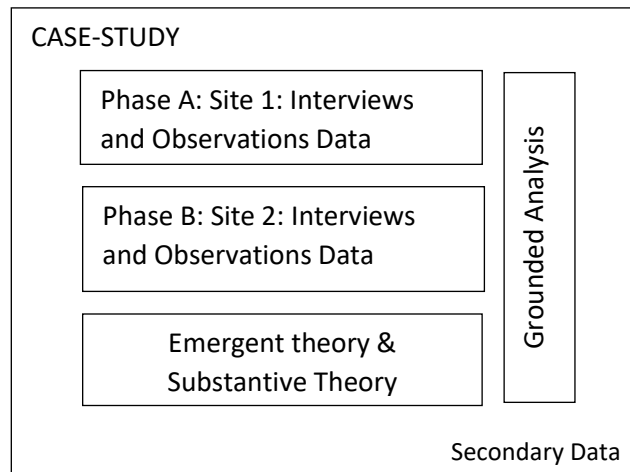 CASE-STUDY
Phase A: Site 1: Interviews
and Observations Data
Phase B: Site 2: Interviews
and Observations Data
Emergent theory &
Substantive Theory
Grounded Analysis
Secondary Data